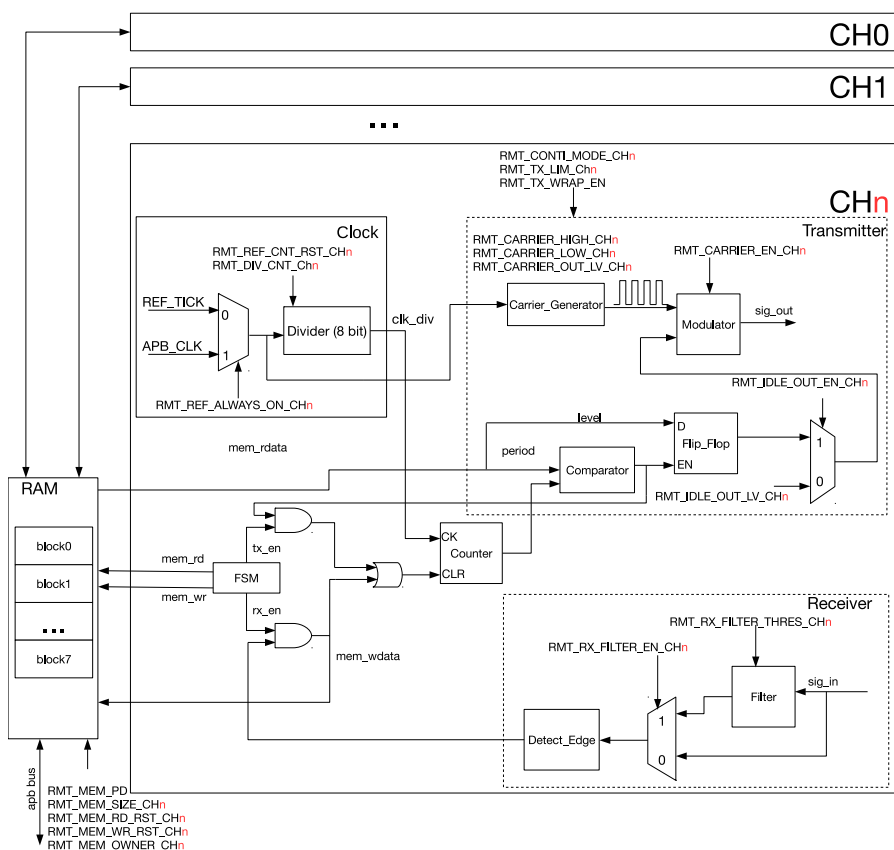 CH0
CH1
...
RMT_CONTI_MODE_CHn
RMT_TX_LIM_Chn
RMT_TX_WRAP_EN
CHn
Clock
Transmitter
RMT_REF_CNT_RST_CHn
RMT_DIV_CNT_Chn
RMT_CARRIER_HIGH_CHn
RMT_CARRIER_LOW_CHn
RMT_CARRIER_OUT_LV_CHn
RMT_CARRIER_EN_CHn
REF_TICK
0
Divider (8 bit)
clk_div
Carrier_Generator
Modulator
sig_out
APB_CLK
1
RMT_REF_ALWAYS_ON_CHn
RMT_IDLE_OUT_EN_CHn
mem_rdata
level
period
D
Flip_Flop
EN
1
0
Comparator
RMT_IDLE_OUT_LV_CHn
RAM
block0
block1
...
block7
mem_rd
mem_wr
FSM
tx_en
rx_en
CK
Counter
CLR
mem_wdata
Receiver
RMT_RX_FILTER_THRES_CHn
RMT_RX_FILTER_EN_CHn
sig_in
Filter
1
0
Detect_Edge
apb bus
RMT_MEM_PD
RMT_MEM_SIZE_CHn
RMT_MEM_RD_RST_CHn
RMT_MEM_WR_RST_CHn
RMT_MEM_OWNER_CHn